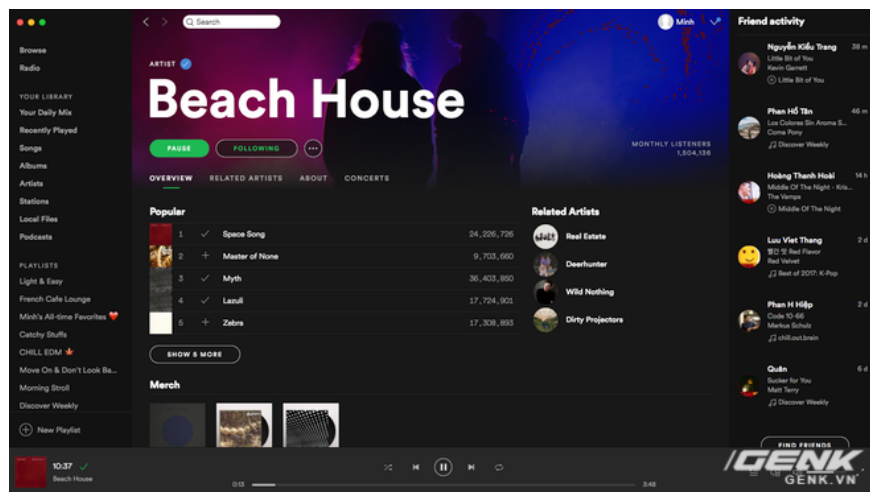 Search
Minh
Browse
Radio
YOUR LIBRARY
Your Daily Mix
Recently Played
Songs
Albums
Artists
Stations
Local Files
Podcasts
PLAYLISTS
Light & Easy
French Cafe Lounge
Minh's All-time Favorites ❤️
Catchy Stuffs
CHILL EDM 🍁
Move On & Don't Look Ba...
Morning Stroll
Discover Weekly
New Playlist
ARTIST
Beach House
PAUSE
FOLLOWING
MONTHLY LISTENERS
1,504,136
OVERVIEW RELATED ARTISTS ABOUT CONCERTS
Popular
1 Space Song 24,226,726
2 Master of None 9,703,660
3 Myth 36,403,850
4 Lazuli 17,724,901
5 Zebra 17,308,893
SHOW 5 MORE
Related Artists
Real Estate
Deerhunter
Wild Nothing
Dirty Projectors
Merch
Friend activity
Nguyễn Kiều Trang 38 m
Little Bit of You
Kevin Garrett
Little Bit of You
Phan Hồ Tân 46 m
Los Colores Sin Aroma S...
Coma Pony
Discover Weekly
Hoàng Thanh Hoài 14 h
Middle Of The Night - Kris...
The Vamps
Middle Of The Night
Luu Viet Thang 2 d
빨간 맛 Red Flavor
Red Velvet
Best of 2017: K-Pop
Phan H Hiệp 2 d
Code 10-66
Markus Schulz
chill.out.brain
Quân 6 d
Sucker for You
Matt Terry
Discover Weekly
FIND FRIENDS
10:37
Beach House
0:13
3:48
GENK
GENK.VN